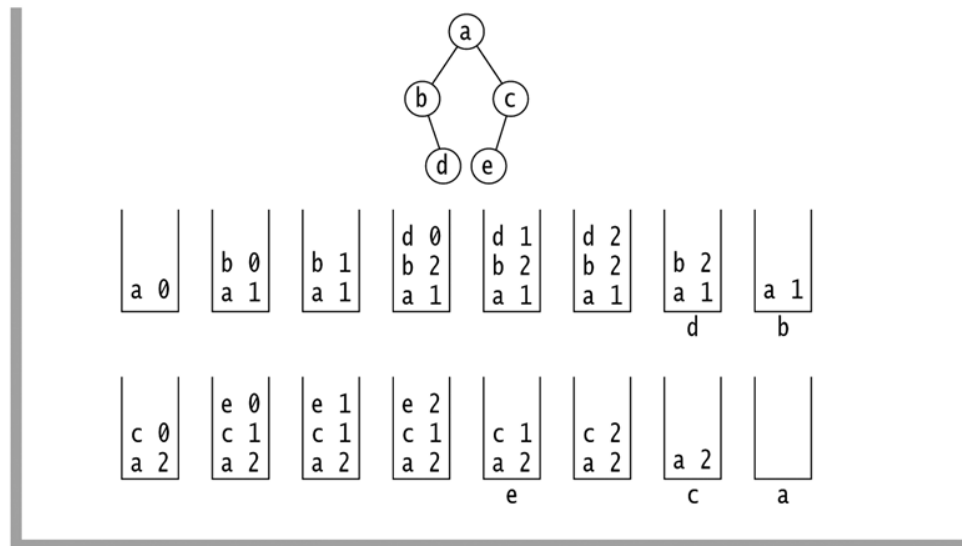 a
b c
d e
d 0 d 1 d 2
b 0 b 1 b 2 b 2 b 2 b 2
a 0 a 1 a 1 a 1 a 1 a 1 a 1 a 1
d b
e 0 e 1 e 2
c 0 c 1 c 1 c 1 c 1 c 2
a 2 a 2 a 2 a 2 a 2 a 2 a 2
e c a